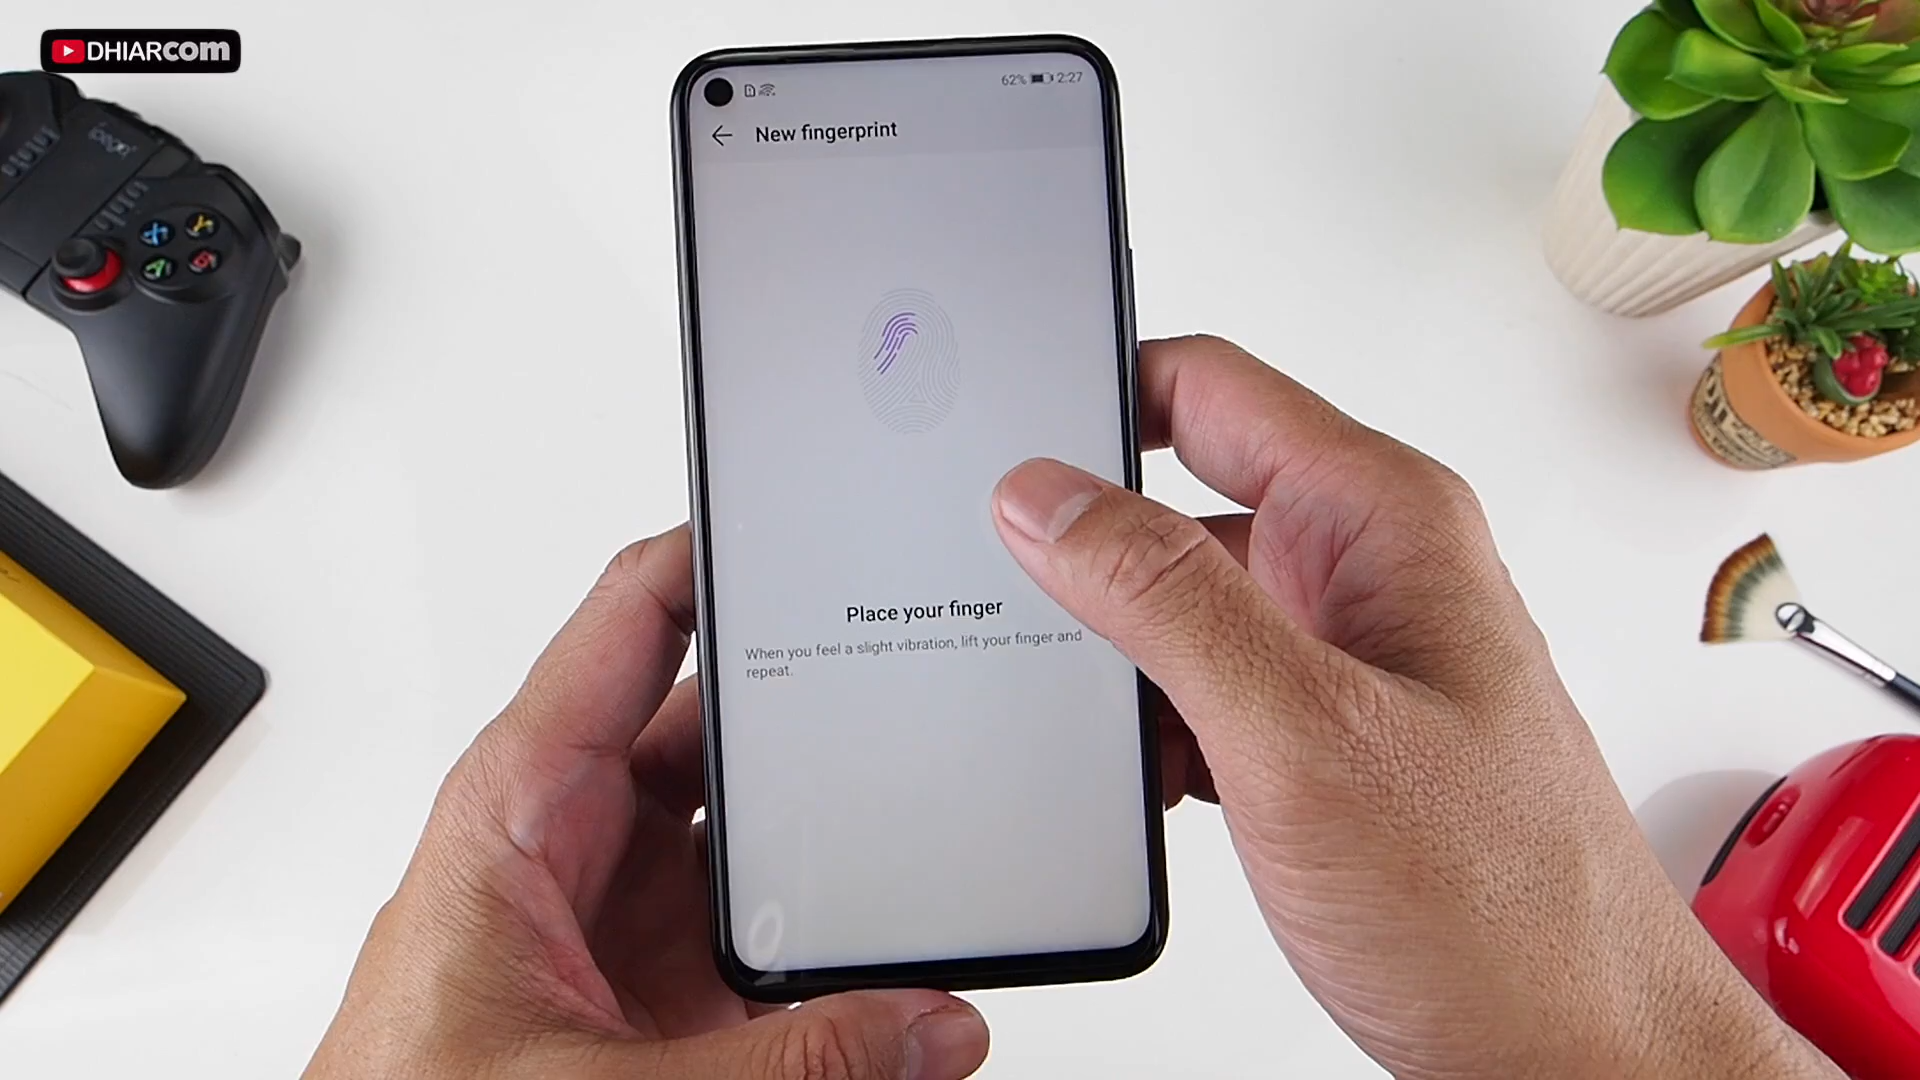 DHIARCOM
62% 2:27
New fingerprint
Place your finger
When you feel a slight vibration, lift your finger and
repeat.
X
Y
A